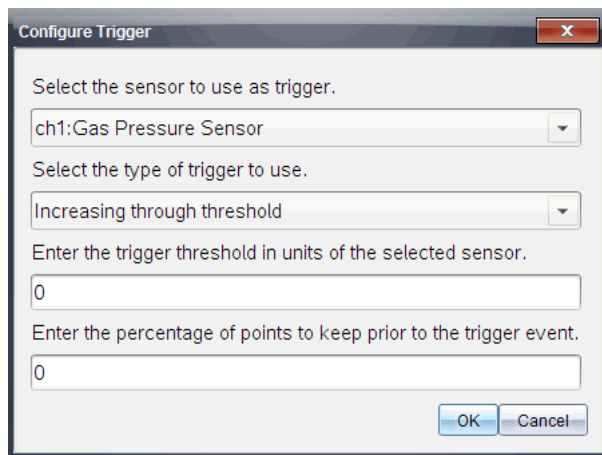 Configure Trigger
Select the sensor to use as trigger.
ch1:Gas Pressure Sensor
Select the type of trigger to use.
Increasing through threshold
Enter the trigger threshold in units of the selected sensor.
0
Enter the percentage of points to keep prior to the trigger event.
0
OK Cancel